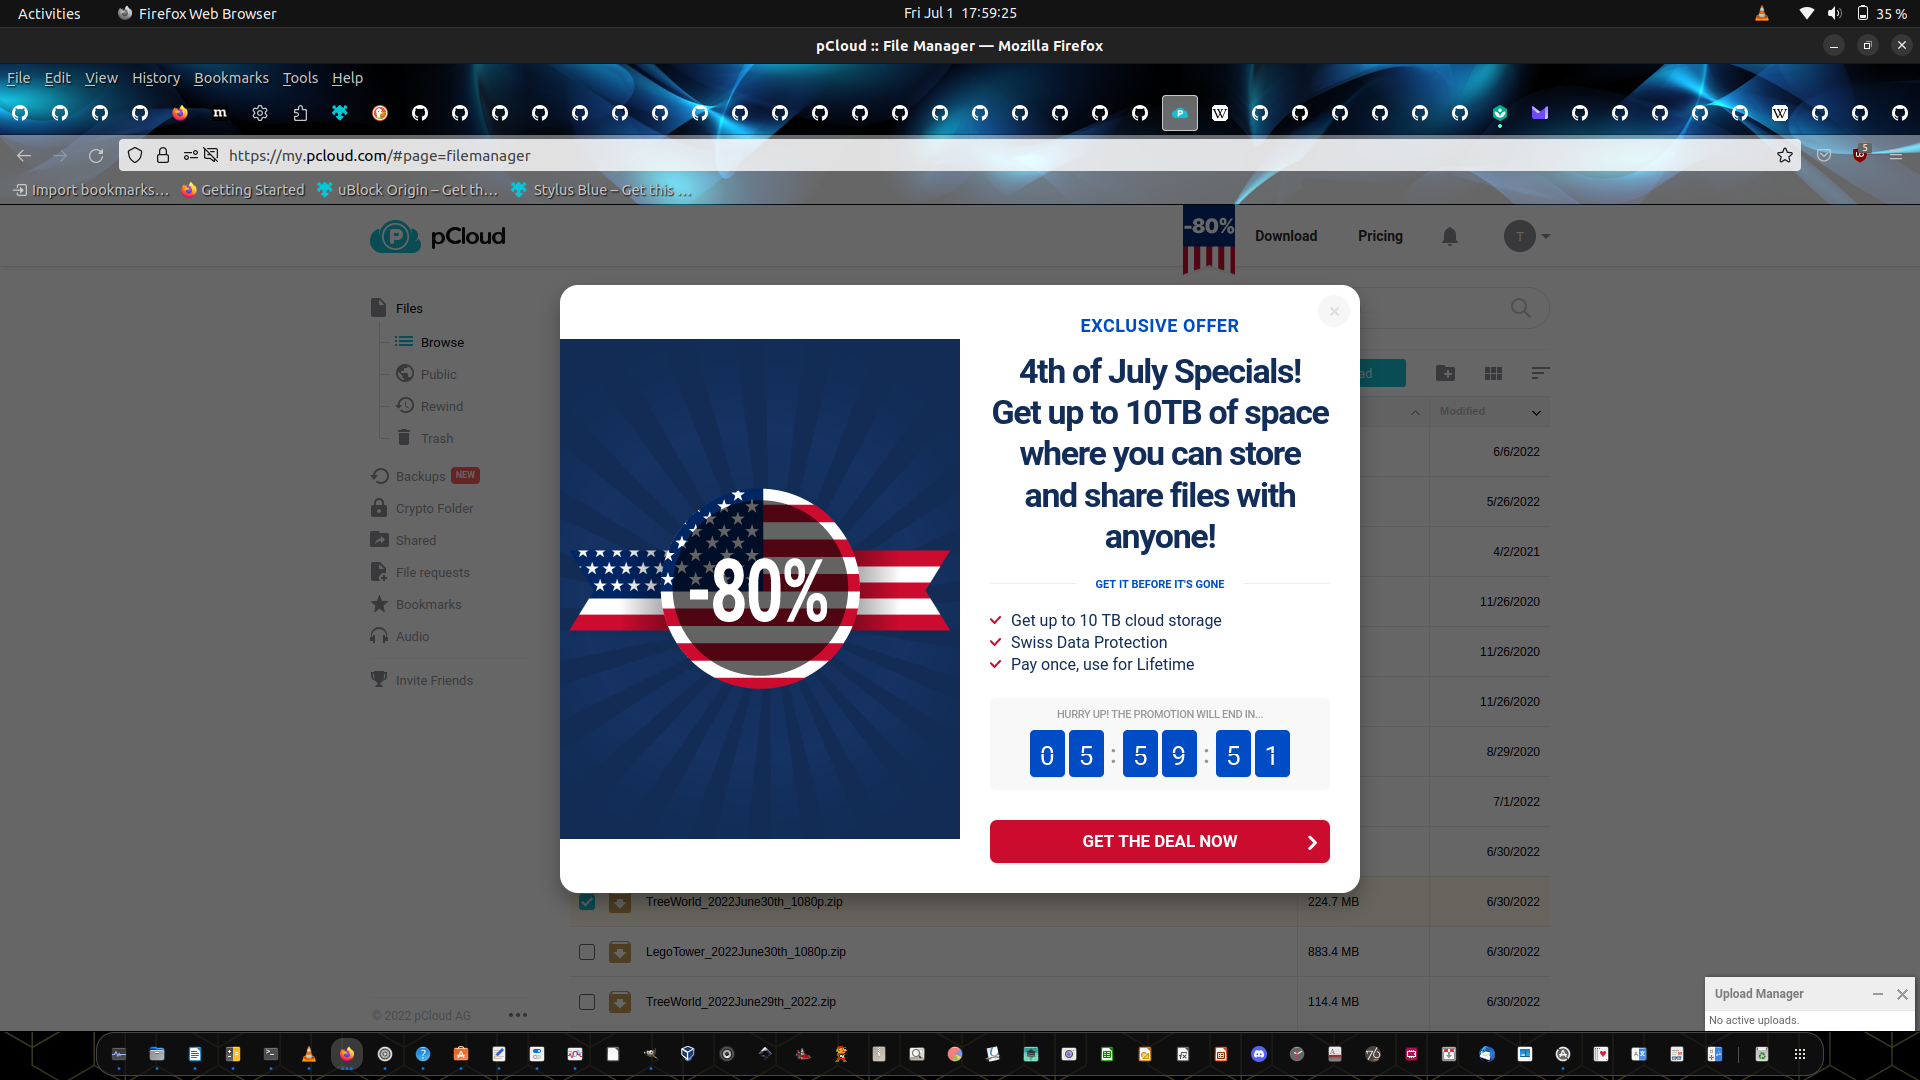 Activities
Firefox Web Browser
Fri Jul 1 17:59:25
35 %
pCloud :: File Manager — Mozilla Firefox
File Edit View History Bookmarks Tools Help
https://my.pcloud.com/#page=filemanager
5
Import bookmarks...
Getting Started
uBlock Origin – Get th...
Stylus Blue – Get this ...
pCloud
-80%
Download
Pricing
T
Files
Browse
Public
Rewind
Trash
Backups NEW
Crypto Folder
Shared
File requests
Bookmarks
Audio
Invite Friends
© 2022 pCloud AG
-80%
EXCLUSIVE OFFER
4th of July Specials!
Get up to 10TB of space
where you can store
and share files with
anyone!
GET IT BEFORE IT'S GONE
Get up to 10 TB cloud storage
Swiss Data Protection
Pay once, use for Lifetime
HURRY UP! THE PROMOTION WILL END IN...
05:59:51
GET THE DEAL NOW
Modified
6/6/2022
5/26/2022
4/2/2021
11/26/2020
11/26/2020
11/26/2020
8/29/2020
7/1/2022
6/30/2022
TreeWorld_2022June30th_1080p.zip 224.7 MB 6/30/2022
LegoTower_2022June30th_1080p.zip 883.4 MB 6/30/2022
TreeWorld_2022June29th_2022.zip 114.4 MB 6/30/2022
Upload Manager
No active uploads.